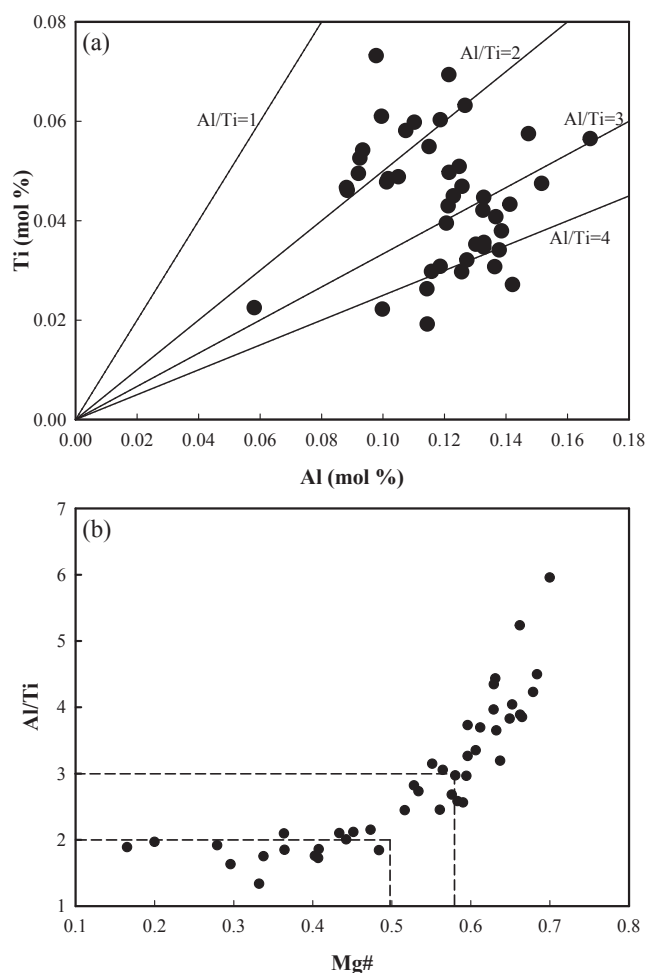 (a)
0.08
0.06
0.04
0.02
0.00
Ti (mol %)
Al/Ti=1
Al/Ti=2
Al/Ti=3
Al/Ti=4
0.00 0.02 0.04 0.06 0.08 0.10 0.12 0.14 0.16 0.18
Al (mol %)
(b)
7
6
5
4
3
2
1
Al/Ti
0.1 0.2 0.3 0.4 0.5 0.6 0.7 0.8
Mg#